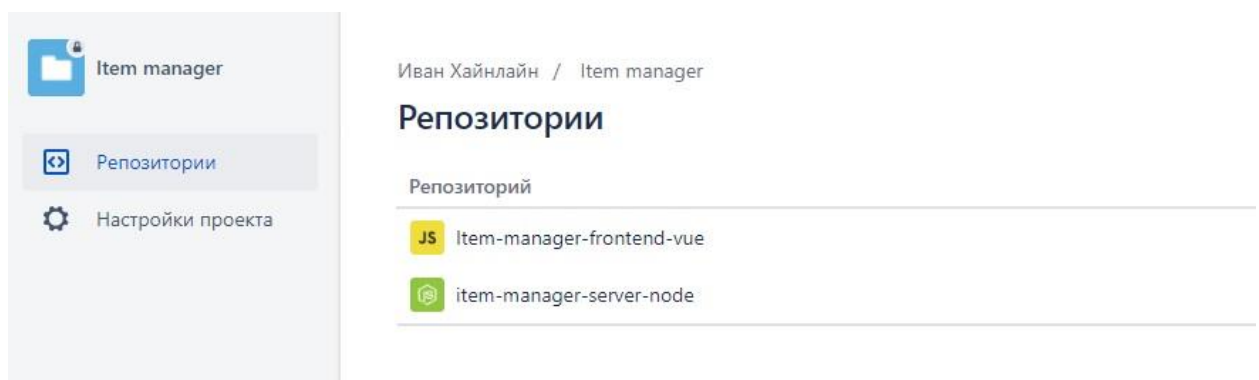 Item manager
Репозитории
Настройки проекта
Иван Хайнлайн / Item manager
Репозитории
Репозиторий
JS Item-manager-frontend-vue
JS item-manager-server-node